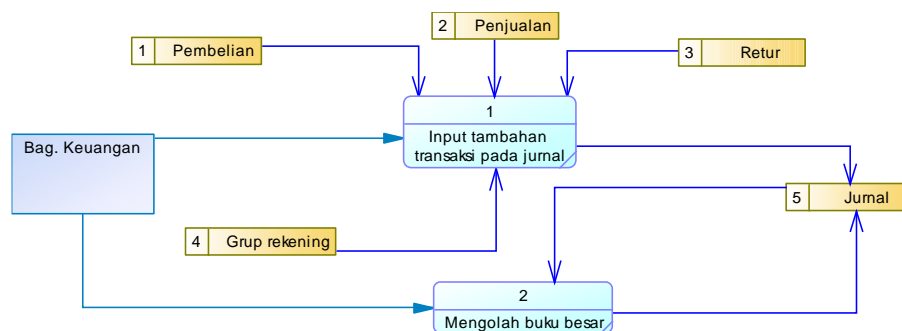 2 Penjualan
1 Pembelian
3 Retur
1
Input tambahan
transaksi pada jurnal
Bag. Keuangan
5 Jurnal
4 Grup rekening
2
Mengolah buku besar